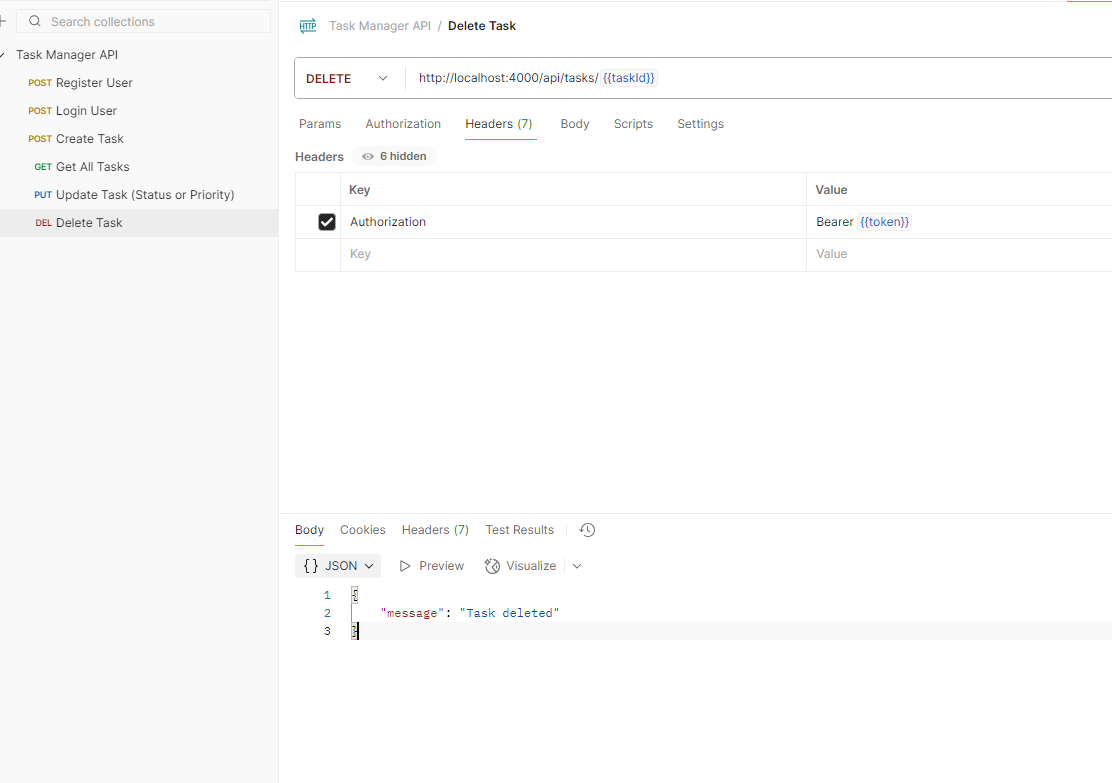 Search collections
Task Manager API
POST Register User
POST Login User
POST Create Task
GET Get All Tasks
PUT Update Task (Status or Priority)
DEL Delete Task
HTTP Task Manager API / Delete Task
DELETE http://localhost:4000/api/tasks/ {{taskId}}
Params Authorization Headers (7) Body Scripts Settings
Headers 6 hidden
Key Value
Authorization Bearer {{token}}
Key Value
Body Cookies Headers (7) Test Results
{} JSON Preview Visualize
1 {
2 "message": "Task deleted"
3 }